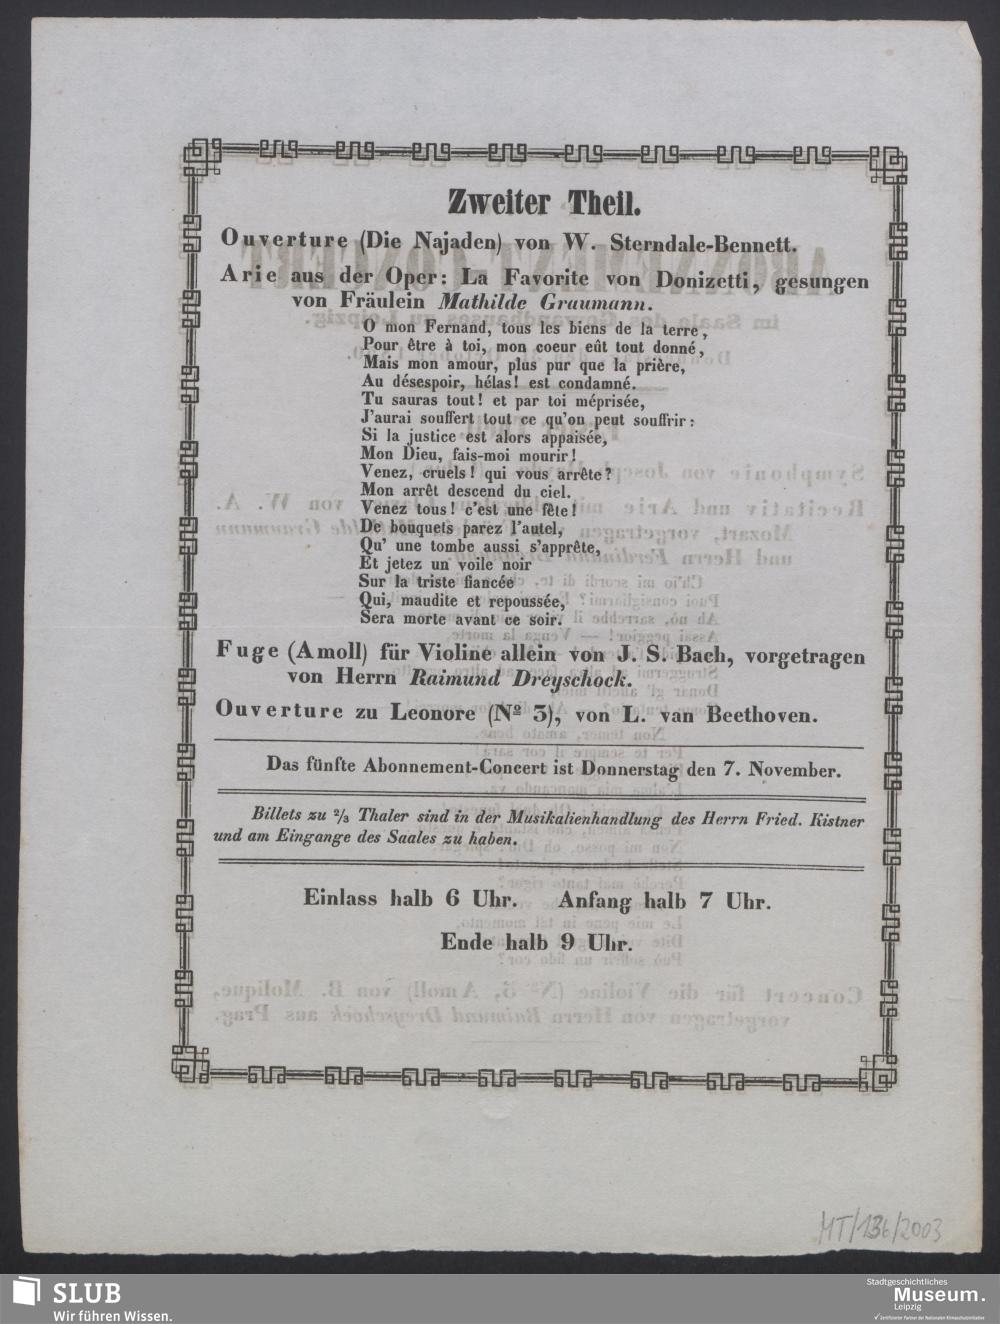 Zweiter Theil.
Ouverture (Die Najaden) von W. Sterndale-Bennett.
Arie aus der Oper: La Favorite von Donizetti, gesungen
von Fräulein Mathilde Graumann.
O mon Fernand, tous les biens de la terre,
Pour être à toi, mon coeur eût tout donné,
Mais mon amour, plus pur que la prière,
Au désespoir, hélas! est condamné.
Tu sauras tout! et par toi méprisée,
J'aurai souffert tout ce qu'on peut souffrir:
Si la justice est alors appaisée,
Mon Dieu, fais-moi mourir!
Venez, cruels! qui vous arrête?
Mon arrêt descend du ciel.
Venez tous! c'est une fête!
De bouquets parez l'autel,
Qu' une tombe aussi s'apprête,
Et jetez un voile noir
Sur la triste fiancée
Qui, maudite et repoussée,
Sera morte avant ce soir.
Fuge (Amoll) für Violine allein von J. S. Bach, vorgetragen
von Herrn Raimund Dreyschock.
Ouverture zu Leonore (Nº 3), von L. van Beethoven.
Das fünfte Abonnement-Concert ist Donnerstag den 7. November.
Billets zu 2/3 Thaler sind in der Musikalienhandlung des Herrn Fried. Kistner
und am Eingange des Saales zu haben.
Einlass halb 6 Uhr. Anfang halb 7 Uhr.
Ende halb 9 Uhr.
MT/136/2003
SLUB
Wir führen Wissen.
Stadtgeschichtliches
Museum.
Leipzig
Zertifizierter Partner der Nationalen Klimaschutzinitiative